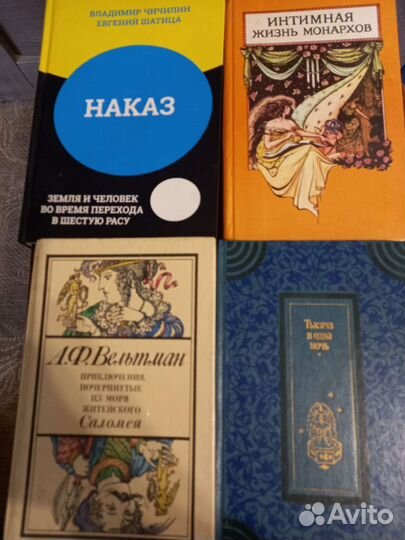 ВЛАДИМИР ЧИЧИЛИН
ЕВГЕНИЙ ШАТИЦА
НАКАЗ
ЗЕМЛЯ И ЧЕЛОВЕК
ВО ВРЕМЯ ПЕРЕХОДА
В ШЕСТУЮ РАСУ
ИНТИМНАЯ
ЖИЗНЬ МОНАРХОВ
А.Ф. Вельтман
ПРИКЛЮЧЕНИЯ,
ПОЧЕРПНУТЫЕ
ИЗ МОРЯ
ЖИТЕЙСКОГО
Саломея
Тысяча
и одна
ночь
Avito